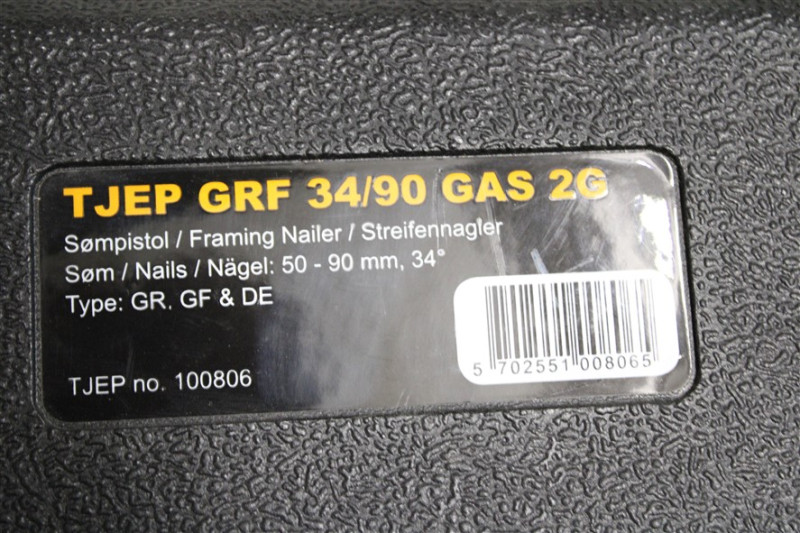 TJEP GRF 34/90 GAS 2G
Sømpistol / Framing Nailer / Streifennagler
Søm / Nails / Nägel: 50 - 90 mm, 34°
Type: GR. GF & DE
TJEP no. 100806
5 702551 008065